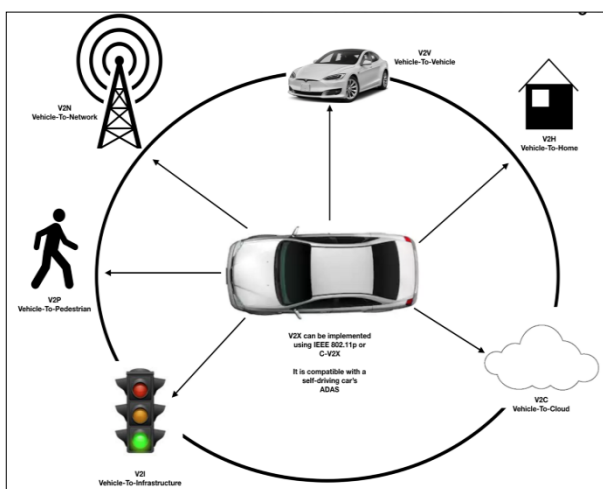 V2V
Vehicle-To-Vehicle
V2N
Vehicle-To-Network
V2H
Vehicle-To-Home
V2P
Vehicle-To-Pedestrian
V2X can be implemented
using IEEE 802.11p or
C-V2X
It is compatible with a
self-driving car's
ADAS
V2C
Vehicle-To-Cloud
V2I
Vehicle-To-Infrastructure